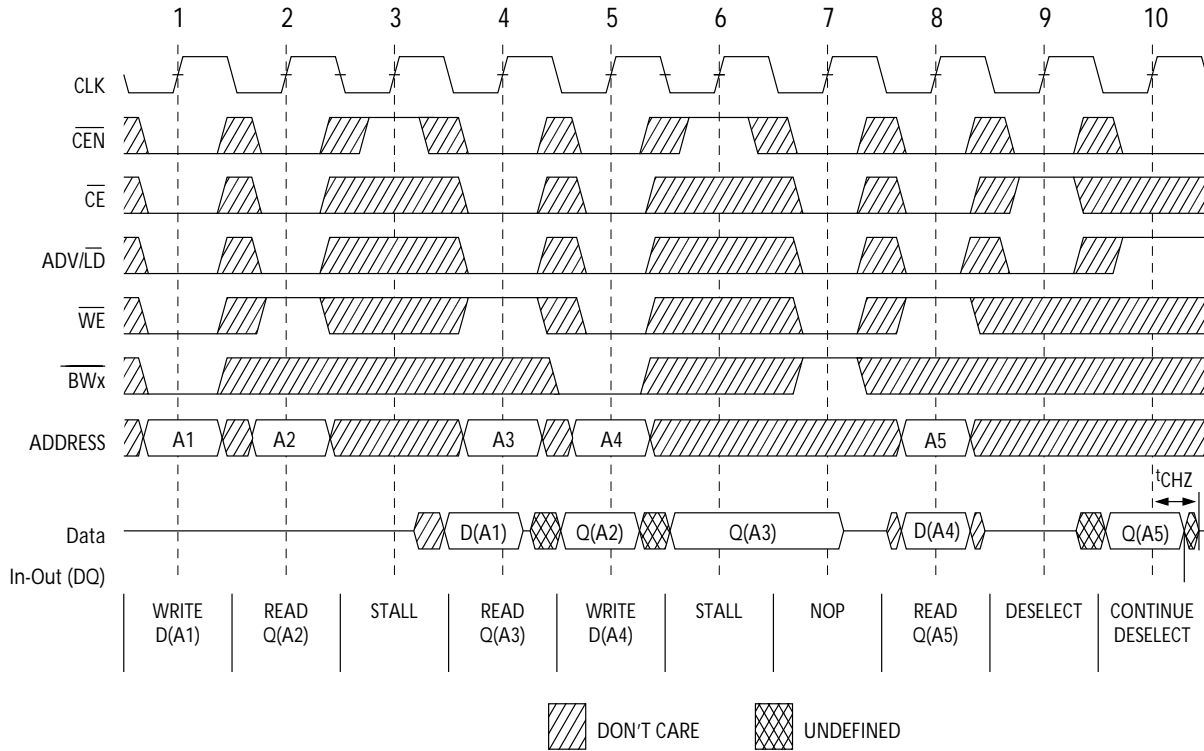 1 2 3 4 5 6 7 8 9 10
CLK
CEN
CE
ADV/LD
WE
BWx
ADDRESS A1 A2 A3 A4 A5
tCHZ
Data D(A1) Q(A2) Q(A3) D(A4) Q(A5)
In-Out (DQ)
WRITE READ STALL READ WRITE STALL NOP READ DESELECT CONTINUE
D(A1) Q(A2) Q(A3) D(A4) Q(A5) DESELECT
DON'T CARE UNDEFINED